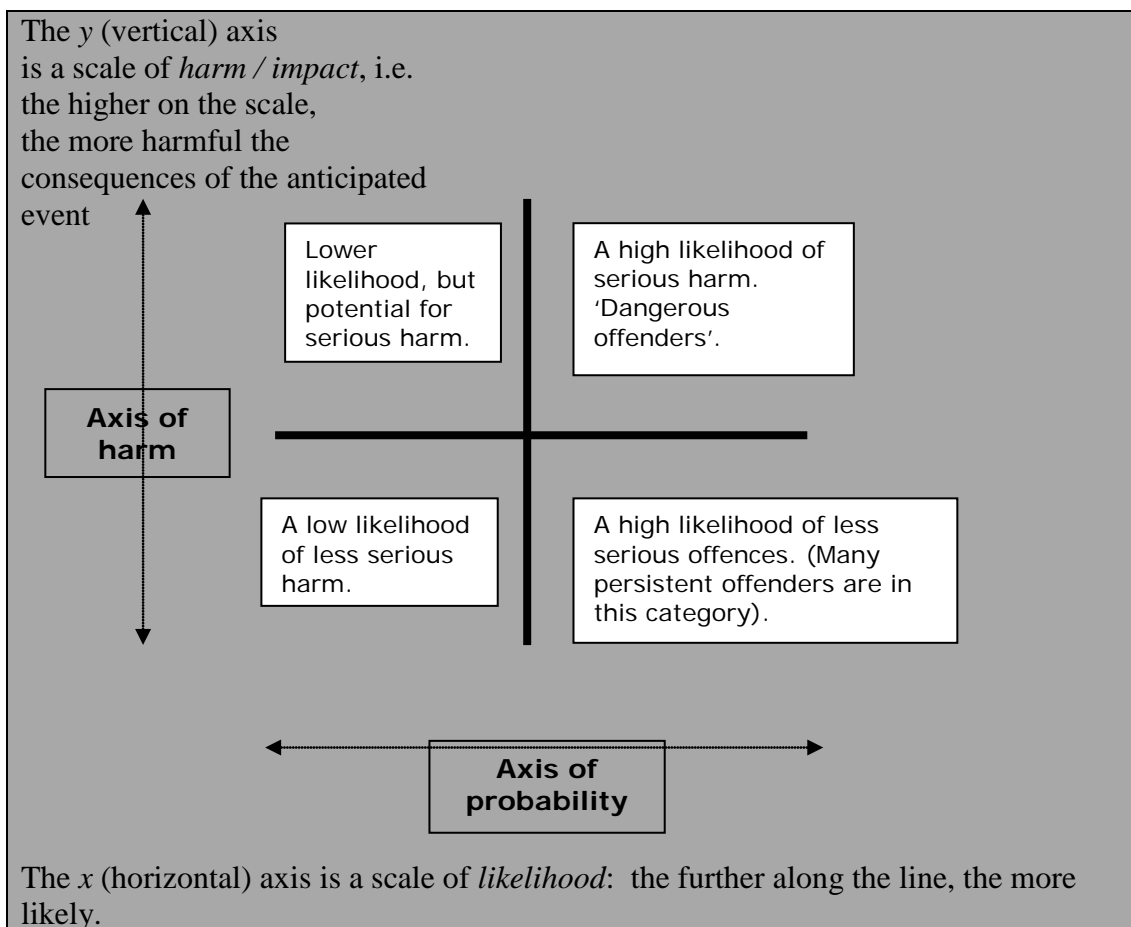 The y (vertical) axis
is a scale of harm / impact, i.e.
the higher on the scale,
the more harmful the
consequences of the anticipated
event
Lower
likelihood, but
potential for
serious harm.
A high likelihood of
serious harm.
‘Dangerous
offenders’.
Axis of
harm
A low likelihood
of less serious
harm.
A high likelihood of less
serious offences. (Many
persistent offenders are in
this category).
Axis of
probability
The x (horizontal) axis is a scale of likelihood: the further along the line, the more
likely.